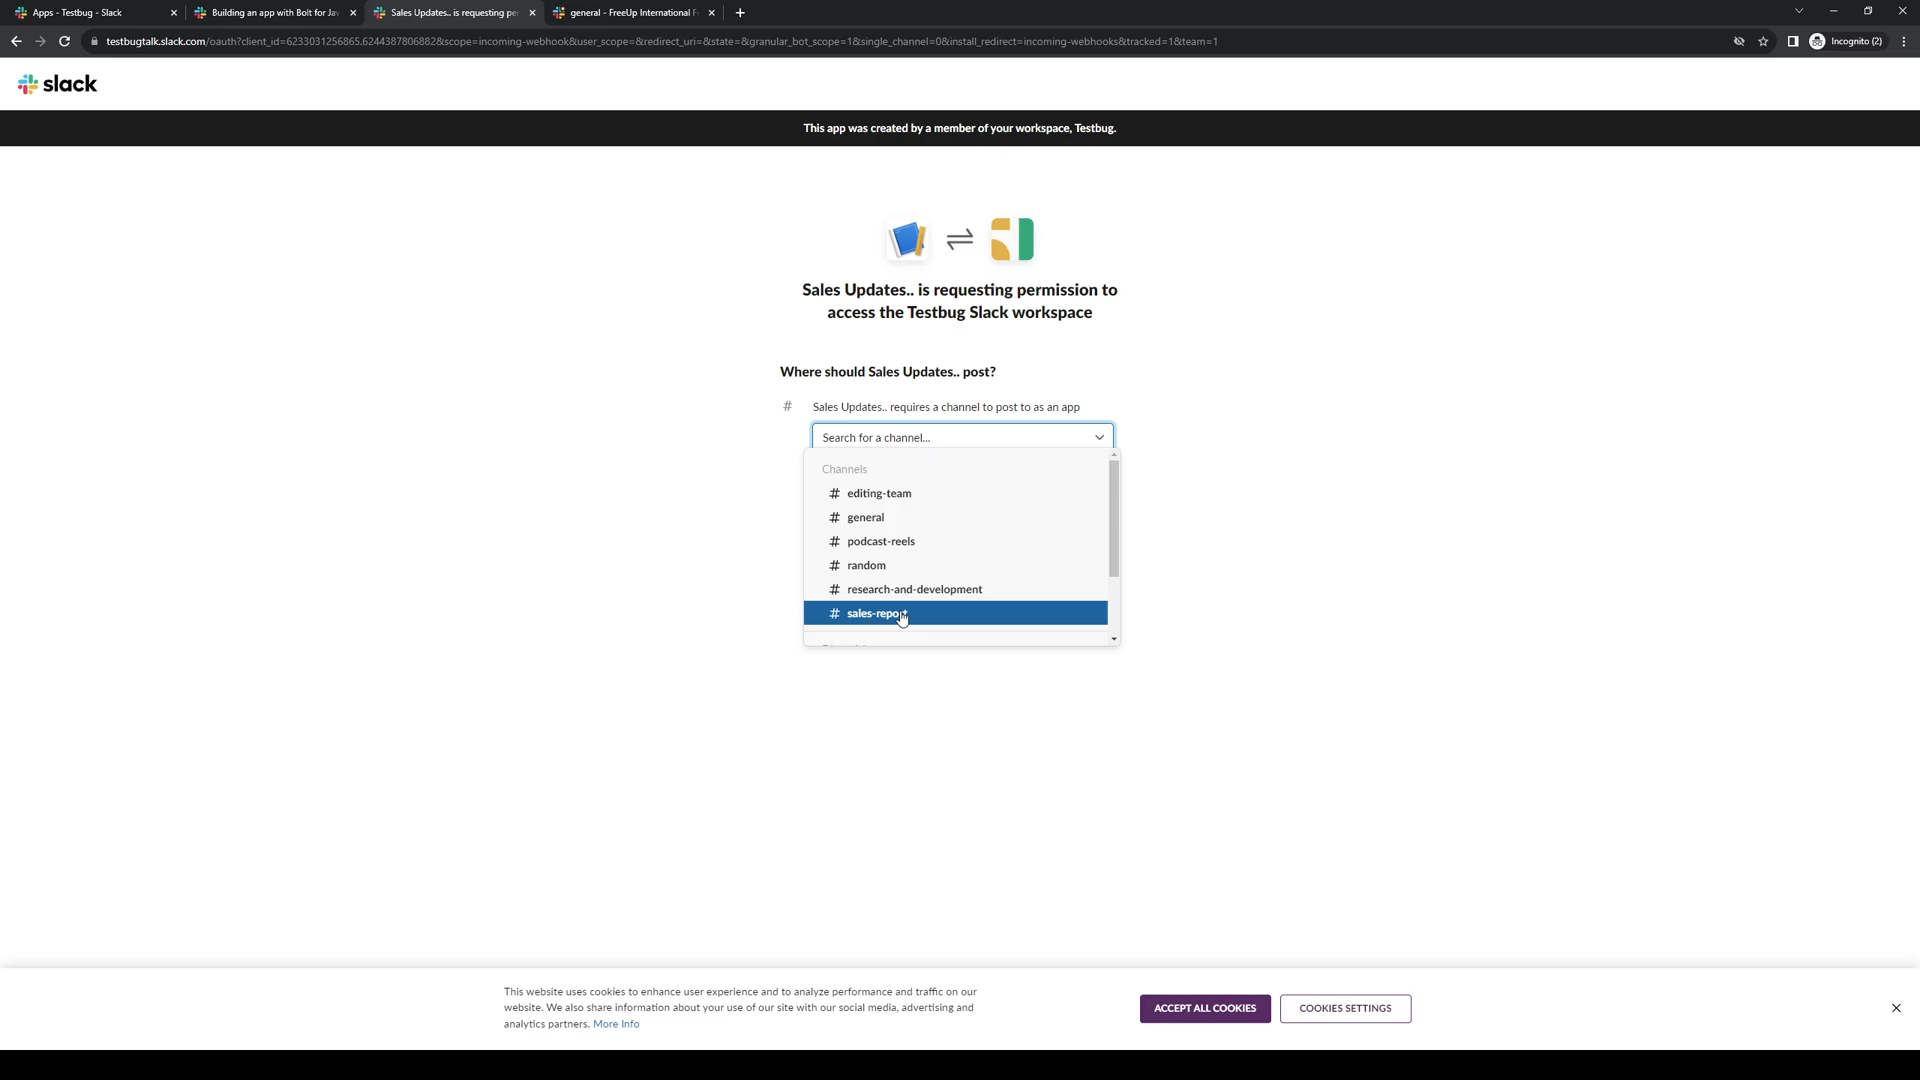 Apps - Testbug - Slack
Building an app with Bolt for Jav
Sales Updates.. is requesting pe
general - FreeUp International F
testbugtalk.slack.com/oauth?client_id=6233031256865.6244387806882&scope=incoming-webhook&user_scope=&redirect_uri=&state=&granular_bot_scope=1&single_channel=0&install_redirect=incoming-webhooks&tracked=1&team=1
Incognito (2)
slack
This app was created by a member of your workspace, Testbug.
Sales Updates.. is requesting permission to
access the Testbug Slack workspace
Where should Sales Updates.. post?
# Sales Updates.. requires a channel to post to as an app
Search for a channel...
Channels
# editing-team
# general
# podcast-reels
# random
# research-and-development
# sales-report
This website uses cookies to enhance user experience and to analyze performance and traffic on our
website. We also share information about your use of our site with our social media, advertising and
analytics partners. More Info
ACCEPT ALL COOKIES
COOKIES SETTINGS